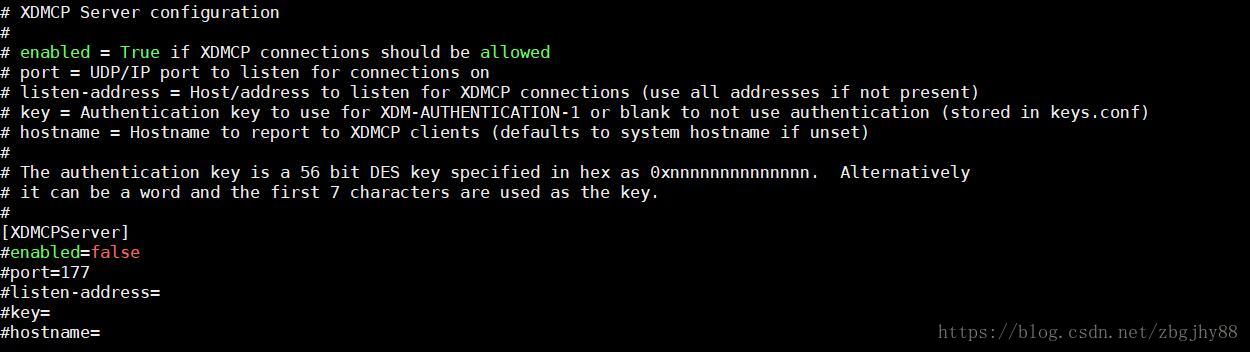 # XDMCP Server configuration
#
# enabled = True if XDMCP connections should be allowed
# port = UDP/IP port to listen for connections on
# listen-address = Host/address to listen for XDMCP connections (use all addresses if not present)
# key = Authentication key to use for XDM-AUTHENTICATION-1 or blank to not use authentication (stored in keys.conf)
# hostname = Hostname to report to XDMCP clients (defaults to system hostname if unset)
#
# The authentication key is a 56 bit DES key specified in hex as 0xnnnnnnnnnnnnnn.  Alternatively
# it can be a word and the first 7 characters are used as the key.
#
[XDMCPServer]
#enabled=false
#port=177
#listen-address=
#key=
#hostname=
https://blog.csdn.net/zbgjhy88